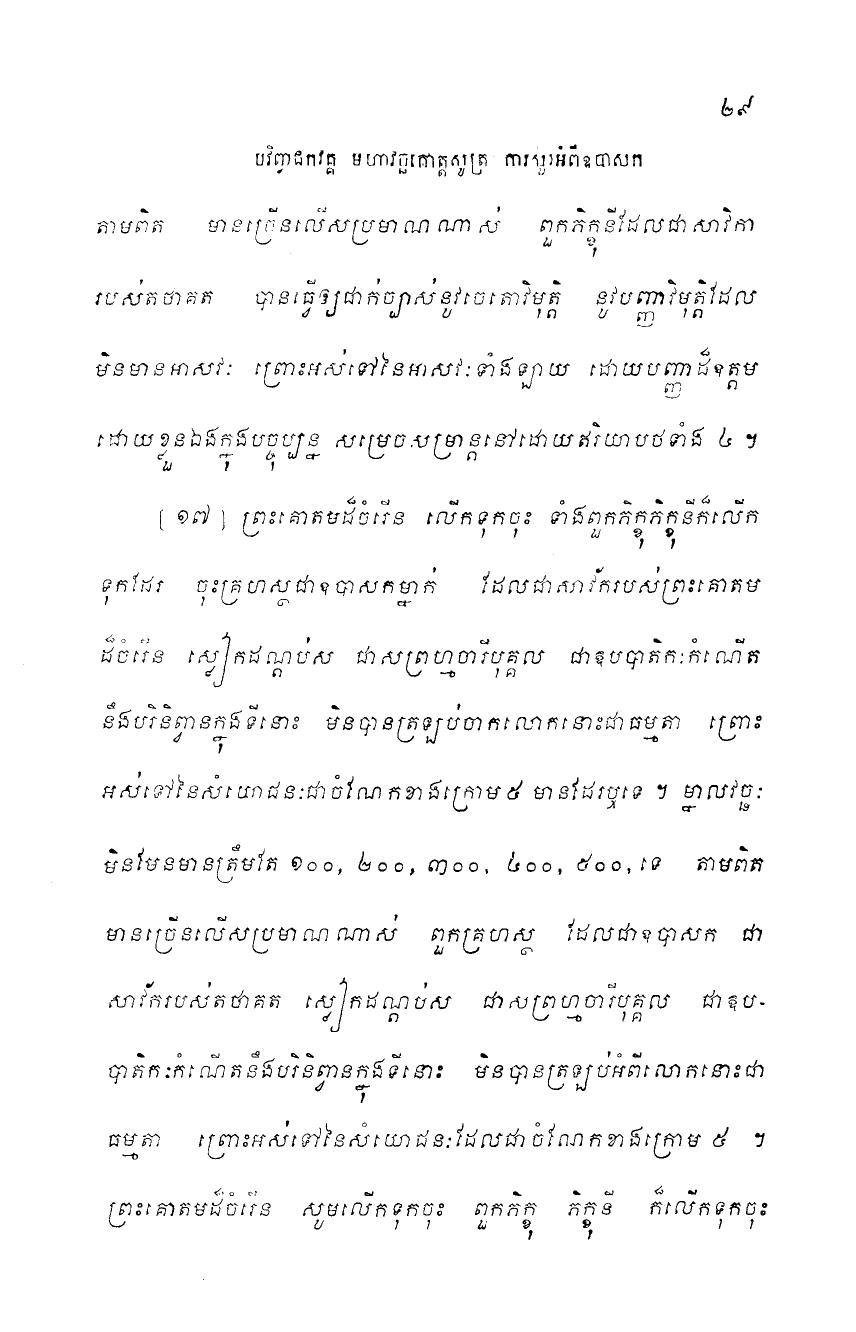 ២៩
បរិព្វាជកវគ្គ មហាវច្ឆគោត្តសូត្រ ការសួរអំពីឧបាសក
តាមពិត មានច្រើនលើសប្រមាណណាស់ ពួកភិក្ខុនីដែលជាសាវិកា
របស់តថាគត បានធ្វើឲ្យជាក់ច្បាស់នូវចេតោវិមុត្តិ នូវបញ្ញាវិមុត្តិដែល
មិនមានអាសវៈ ព្រោះអស់ទៅនៃអាសវៈទាំងឡាយ ដោយបញ្ញាដ៏ឧត្តម
ដោយខ្លួនឯងក្នុងបច្ចុប្បន្ន សម្រេចសម្រាន្តនៅដោយឥរិយាបថទាំង ៤ ។
[ ១៧ ] ព្រះគោតមដ៏ចំរើន លើកទុកចុះ ទាំងពួកភិក្ខុភិក្ខុនីក៏លើក
ទុកដែរ ចុះគ្រហស្ថជាឧបាសកម្នាក់ ដែលជាសាវ័ករបស់ព្រះគោតម
ដ៏ចំរើន ស្លៀកដណ្តប់ស ជាសព្រហ្មចារីបុគ្គល ជាឧបបាតិកៈកំណើត
នឹងបរិនិព្វានក្នុងទីនោះ មិនបានត្រឡប់ចាកលោកនោះជាធម្មតា ព្រោះ
អស់ទៅនៃសំយោជនៈជាចំណែកខាងក្រោម ៥ មានដែរឬទេ ។ ម្នាលវច្ឆៈ
មិនមែនមានត្រឹមតែ ១០០, ២០០, ៣០០, ៤០០, ៥០០, ទេ តាមពិត
មានច្រើនលើសប្រមាណណាស់ ពួកគ្រហស្ថ ដែលជាឧបាសក ជា
សាវ័ករបស់តថាគត ស្លៀកដណ្តប់ស ជាសព្រហ្មចារីបុគ្គល ជាឧប-
បាតិកៈកំណើតនឹងបរិនិព្វានក្នុងទីនោះ មិនបានត្រឡប់អំពីលោកនោះជា
ធម្មតា ព្រោះអស់ទៅនៃសំយោជនៈដែលជាចំណែកខាងក្រោម ៥ ។
ព្រះគោតមដ៏ចំរើន សូមលើកទុកចុះ ពួកភិក្ខុ ភិក្ខុនី ក៏លើកទុកចុះ